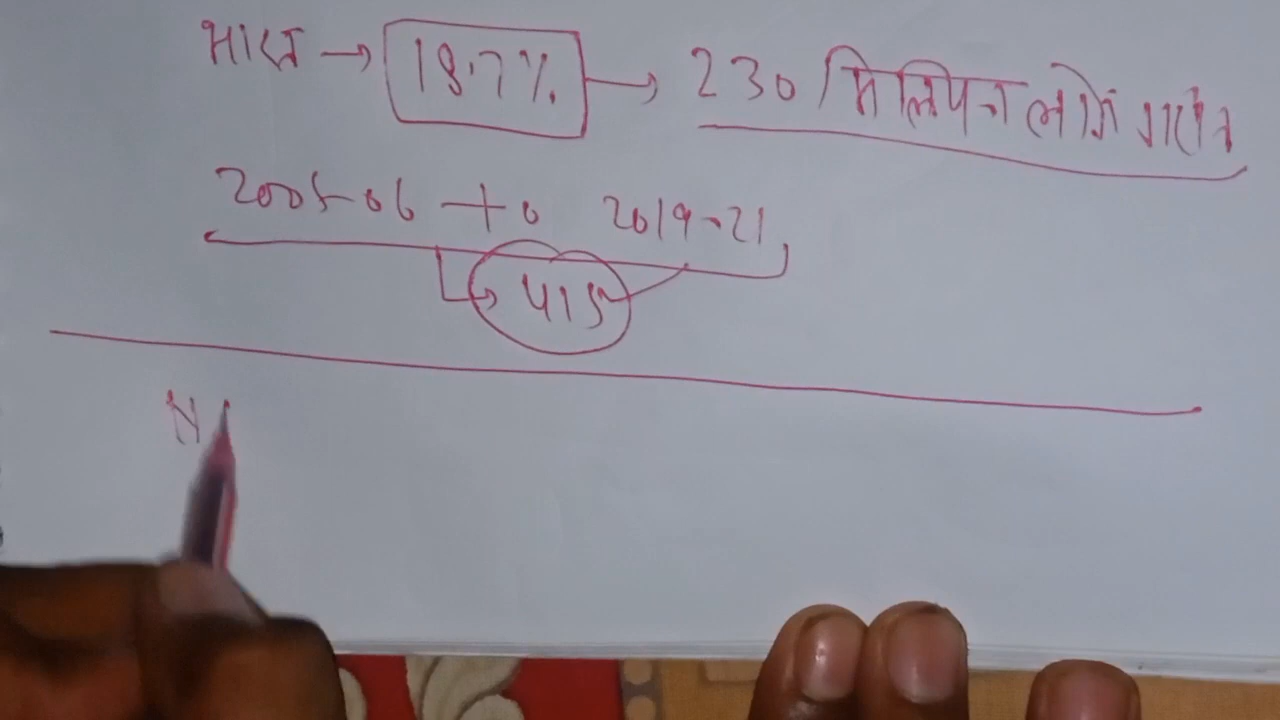 भारत → 18.7% → 230 मिलियन लोग गरीब
2005-06 to 2019-21
415
N